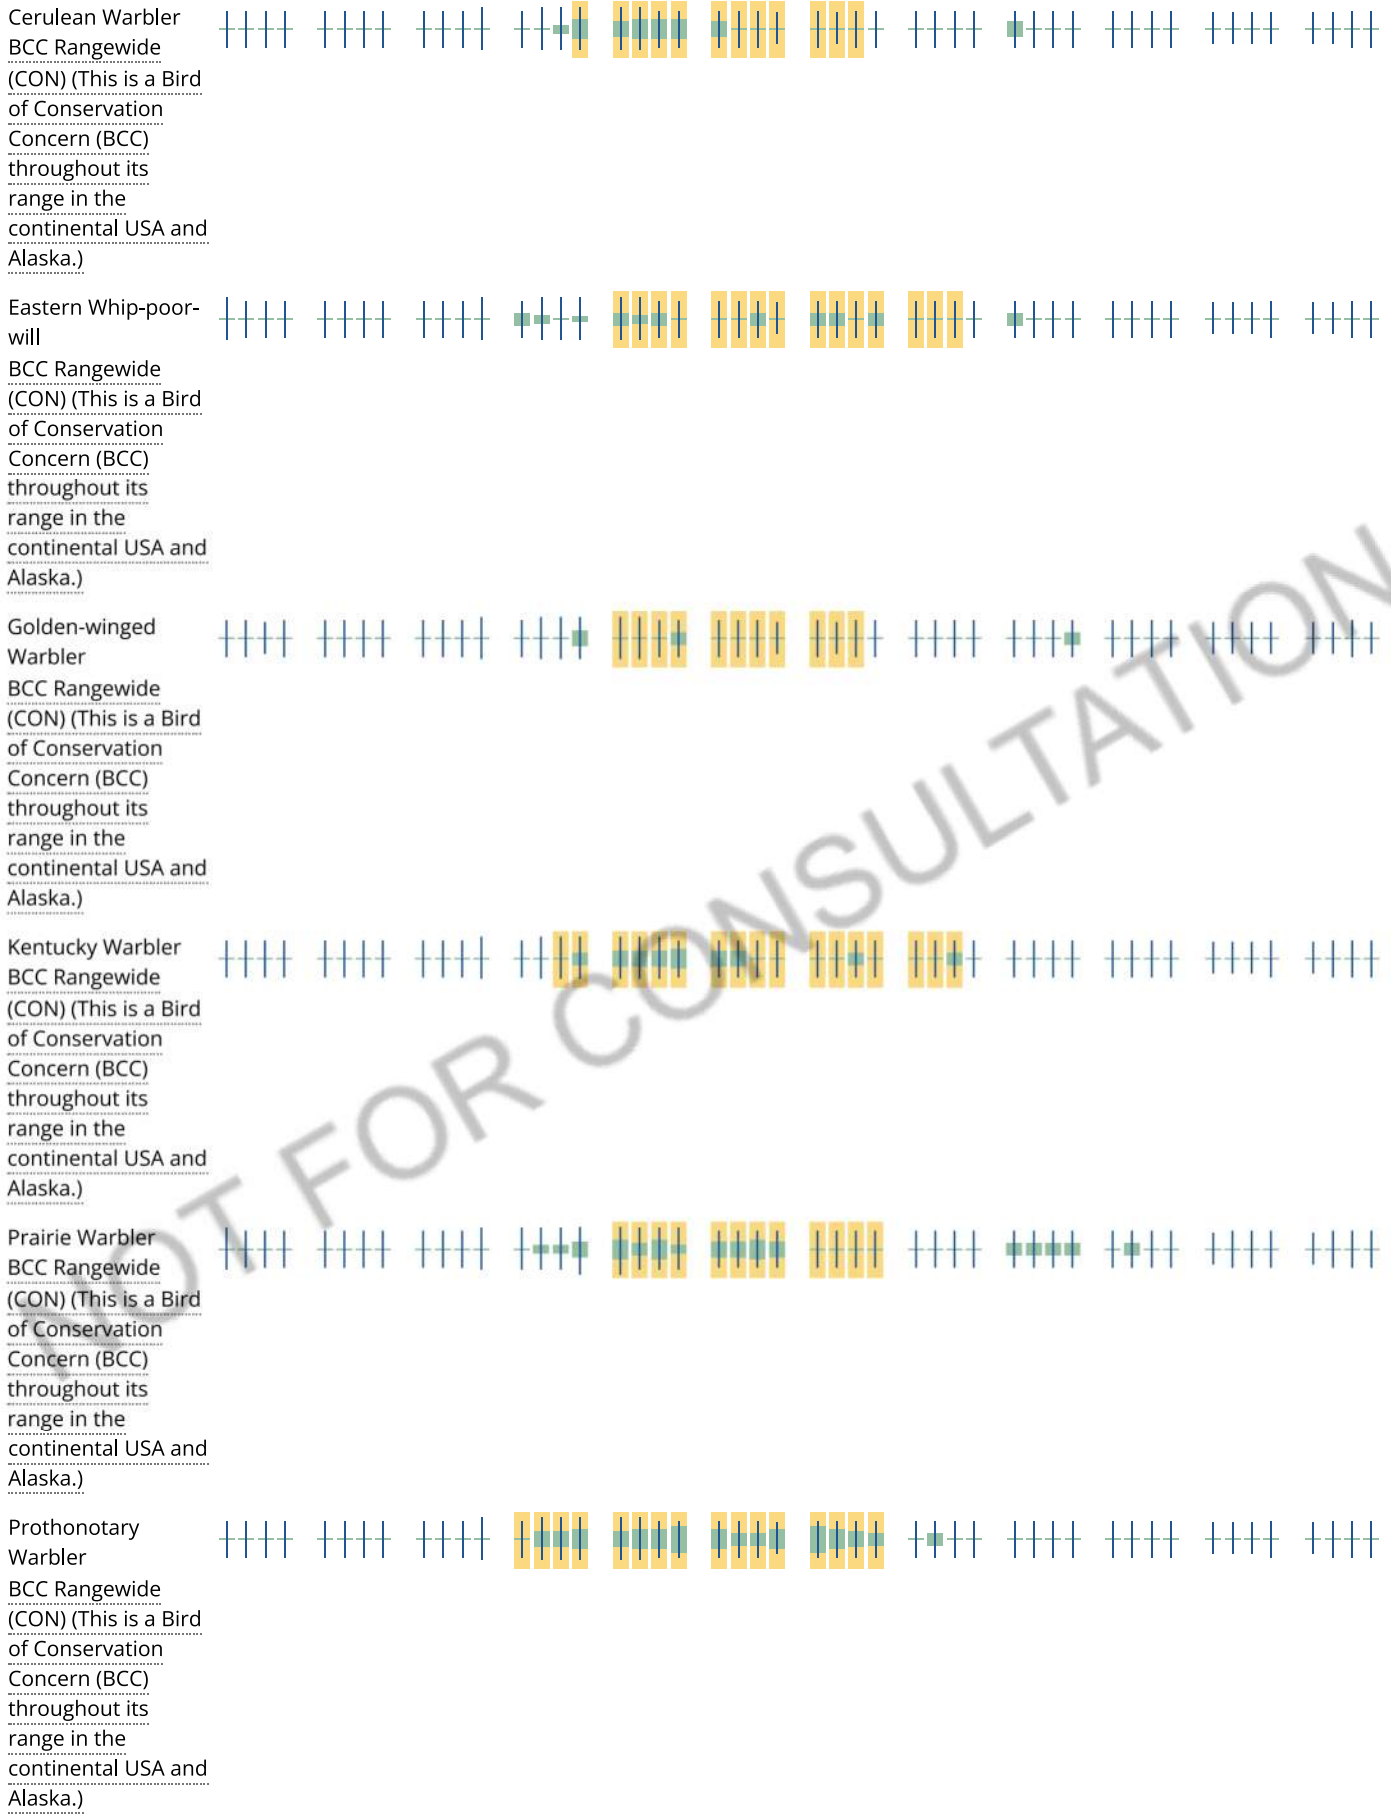 Cerulean Warbler
BCC Rangewide
(CON) (This is a Bird
of Conservation
Concern (BCC)
throughout its
range in the
continental USA and
Alaska.)
Eastern Whip-poor-
will
BCC Rangewide
(CON) (This is a Bird
of Conservation
Concern (BCC)
throughout its
range in the
continental USA and
Alaska.)
Golden-winged
Warbler
BCC Rangewide
(CON) (This is a Bird
of Conservation
Concern (BCC)
throughout its
range in the
continental USA and
Alaska.)
Kentucky Warbler
BCC Rangewide
(CON) (This is a Bird
of Conservation
Concern (BCC)
throughout its
range in the
continental USA and
Alaska.)
Prairie Warbler
BCC Rangewide
(CON) (This is a Bird
of Conservation
Concern (BCC)
throughout its
range in the
continental USA and
Alaska.)
Prothonotary
Warbler
BCC Rangewide
(CON) (This is a Bird
of Conservation
Concern (BCC)
throughout its
range in the
continental USA and
Alaska.)
NOT FOR CONSULTATION